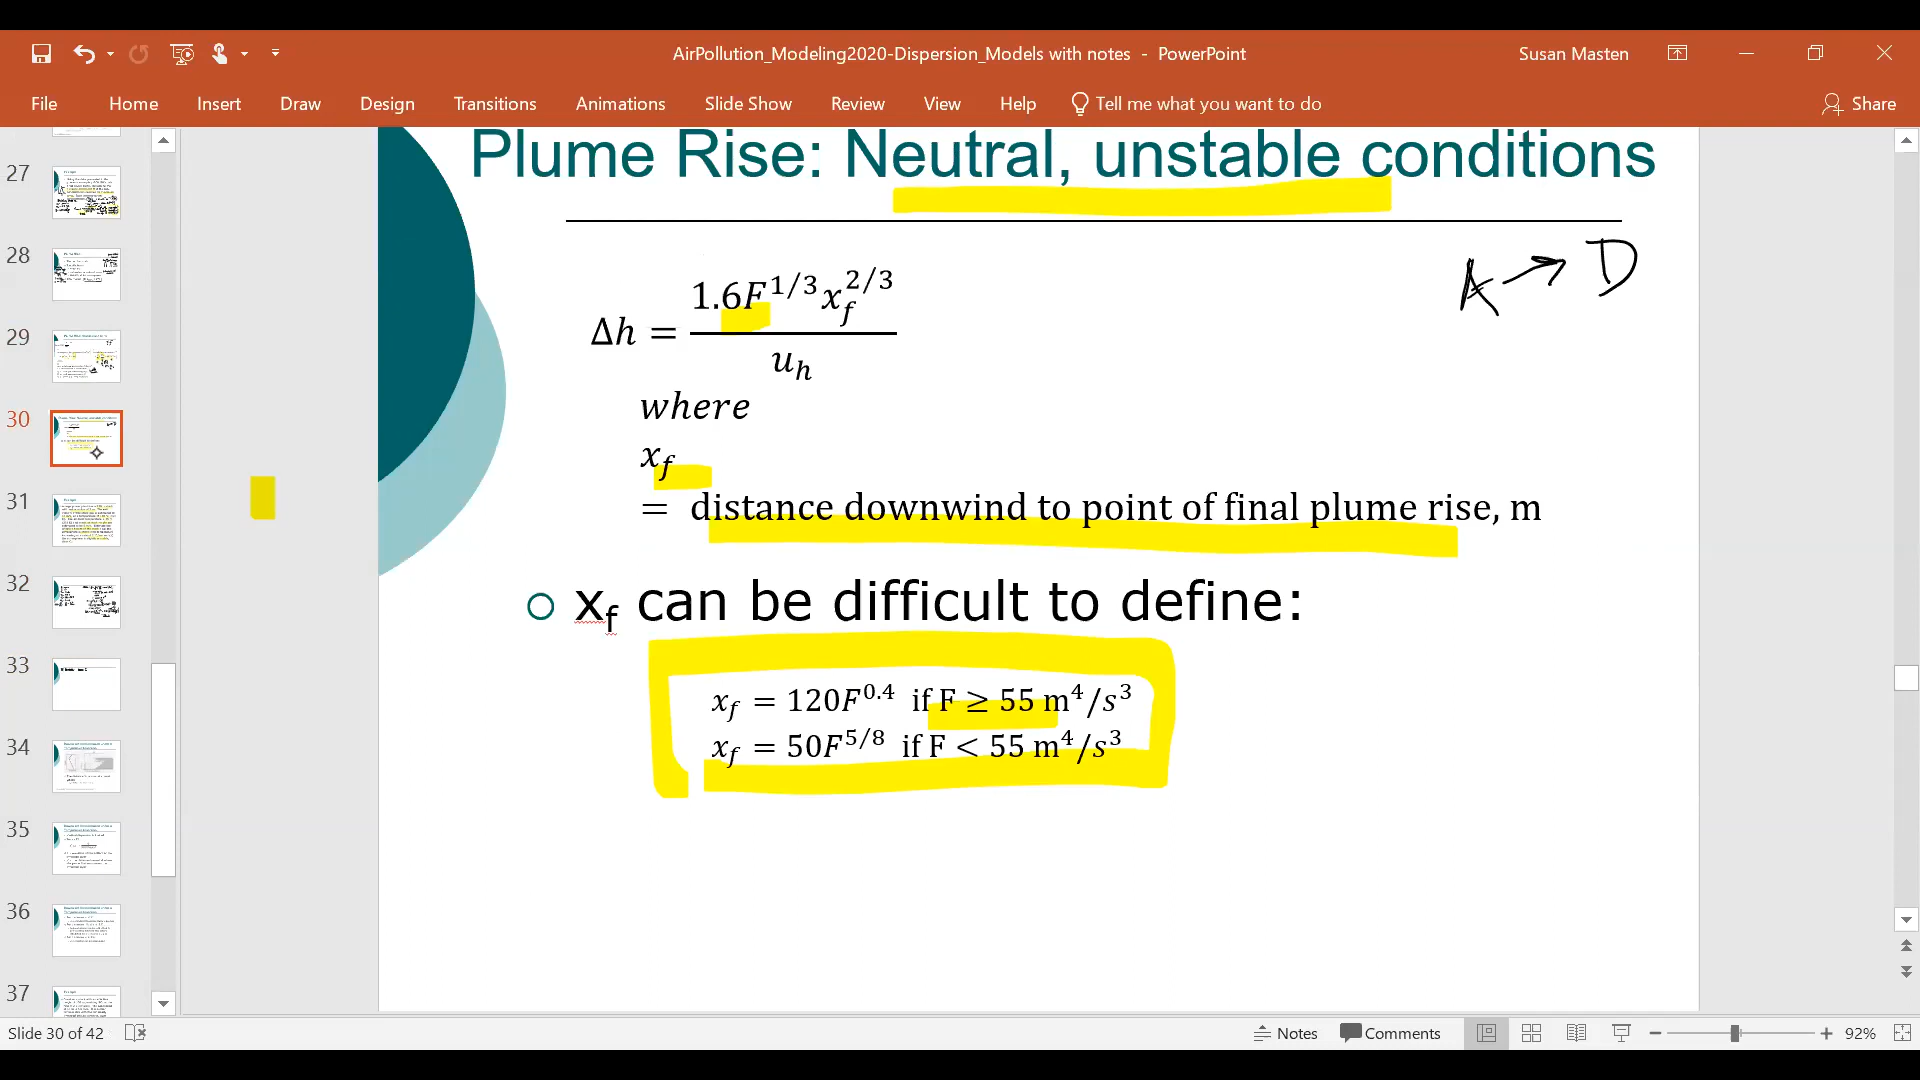 AirPollution_Modeling2020-Dispersion_Models with notes - PowerPoint
Susan Masten
File Home Insert Draw Design Transitions Animations Slide Show Review View Help Tell me what you want to do Share
27
28
29
30
31
32
33
34
35
36
37
Plume Rise: Neutral, unstable conditions
A → D
Δh = 1.6F^{1/3} x_f^{2/3} / u_h
where
x_f
= distance downwind to point of final plume rise, m
x_f can be difficult to define:
x_f = 120F^{0.4} if F ≥ 55 m^4/s^3
x_f = 50F^{5/8} if F < 55 m^4/s^3
Slide 30 of 42
Notes Comments 92%